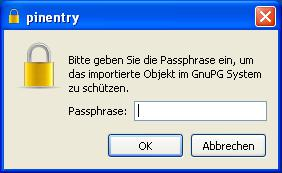 pinentry
Bitte geben Sie die Passphrase ein, um
das importierte Objekt im GnuPG System
zu schützen.
Passphrase:
OK
Abbrechen